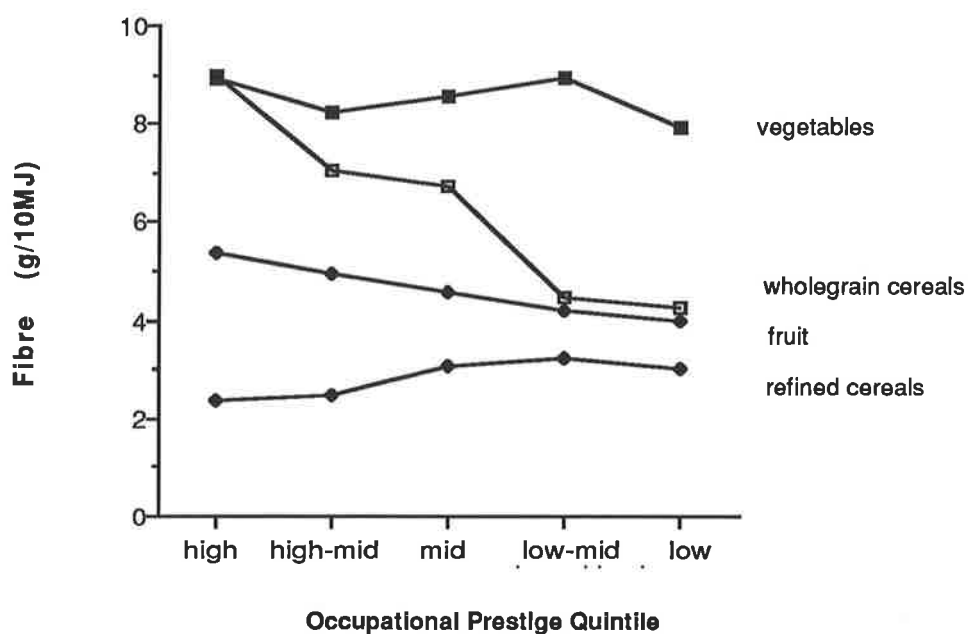 10
8
6
4
2
0
Fibre (g/10MJ)
vegetables
wholegrain cereals
fruit
refined cereals
high high-mid mid low-mid low
Occupational Prestige Quintile